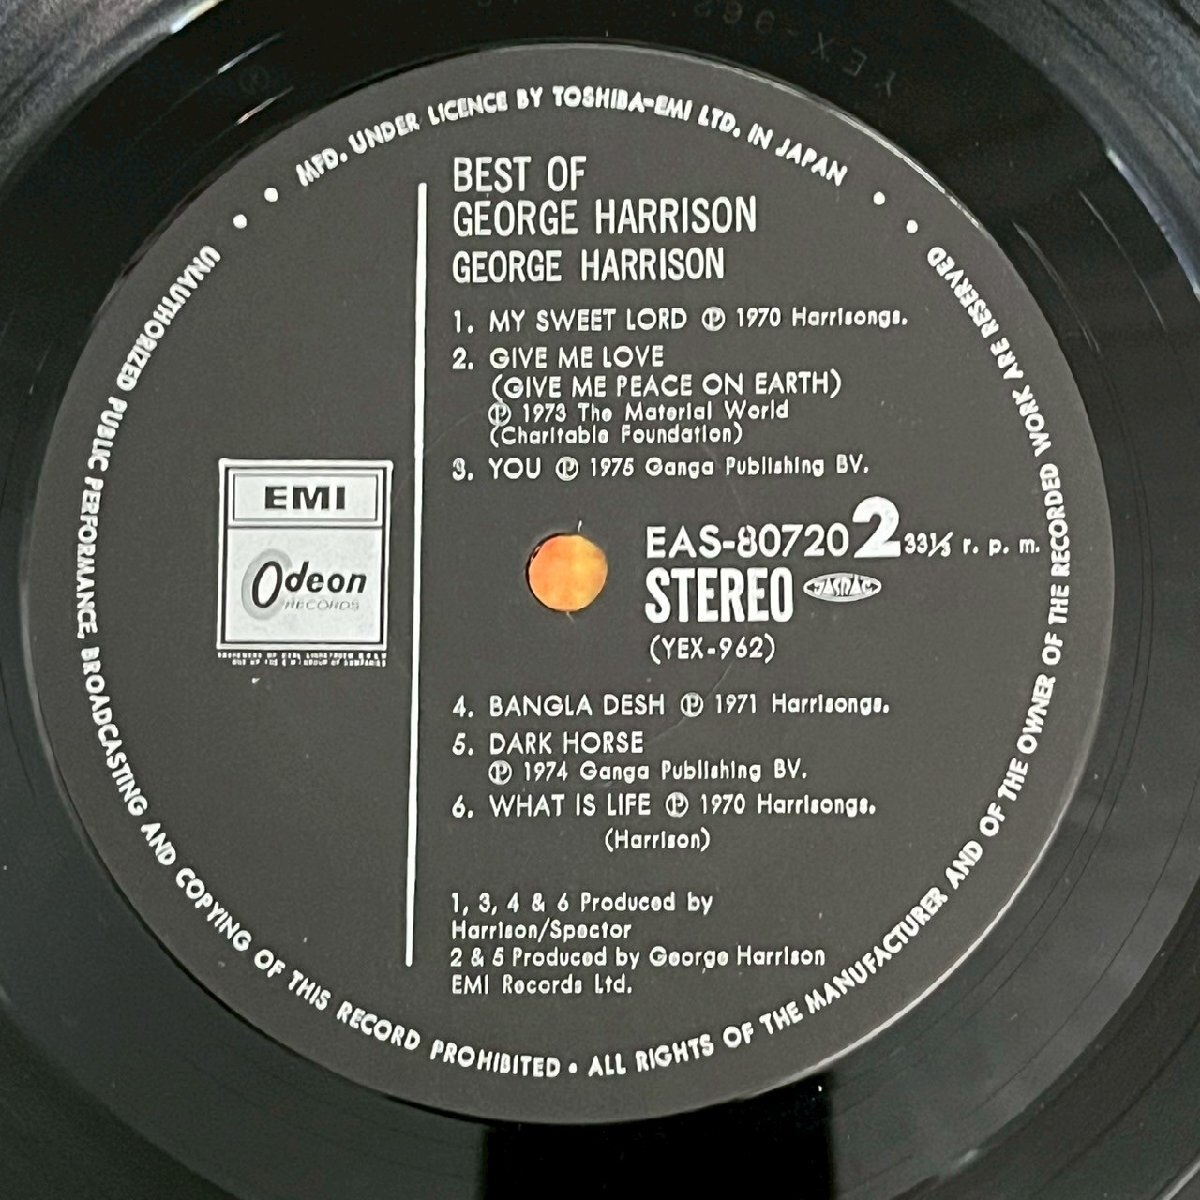 YEX-962
MFD. UNDER LICENCE BY TOSHIBA-EMI LTD. IN JAPAN
BEST OF
GEORGE HARRISON
GEORGE HARRISON
1. MY SWEET LORD Ⓟ 1970 Harrisongs.
2. GIVE ME LOVE
(GIVE ME PEACE ON EARTH)
Ⓟ 1973 The Material World
(Charitable Foundation)
3. YOU Ⓟ 1975 Ganga Publishing BV.
EMI
Odeon
RECORDS
EAS-80720 2 33⅓ r. p. m.
STEREO JASRAC
(YEX-962)
4. BANGLA DESH Ⓟ 1971 Harrisongs.
5. DARK HORSE
Ⓟ 1974 Ganga Publishing BV.
6. WHAT IS LIFE Ⓟ 1970 Harrisongs.
(Harrison)
1, 3, 4 & 6 Produced by
Harrison/Spector
2 & 5 Produced by George Harrison
EMI Records Ltd.
UNAUTHORIZED PUBLIC PERFORMANCE, BROADCASTING AND COPYING OF THIS RECORD PROHIBITED • ALL RIGHTS OF THE MANUFACTURER AND OF THE OWNER OF THE RECORDED WORK ARE RESERVED